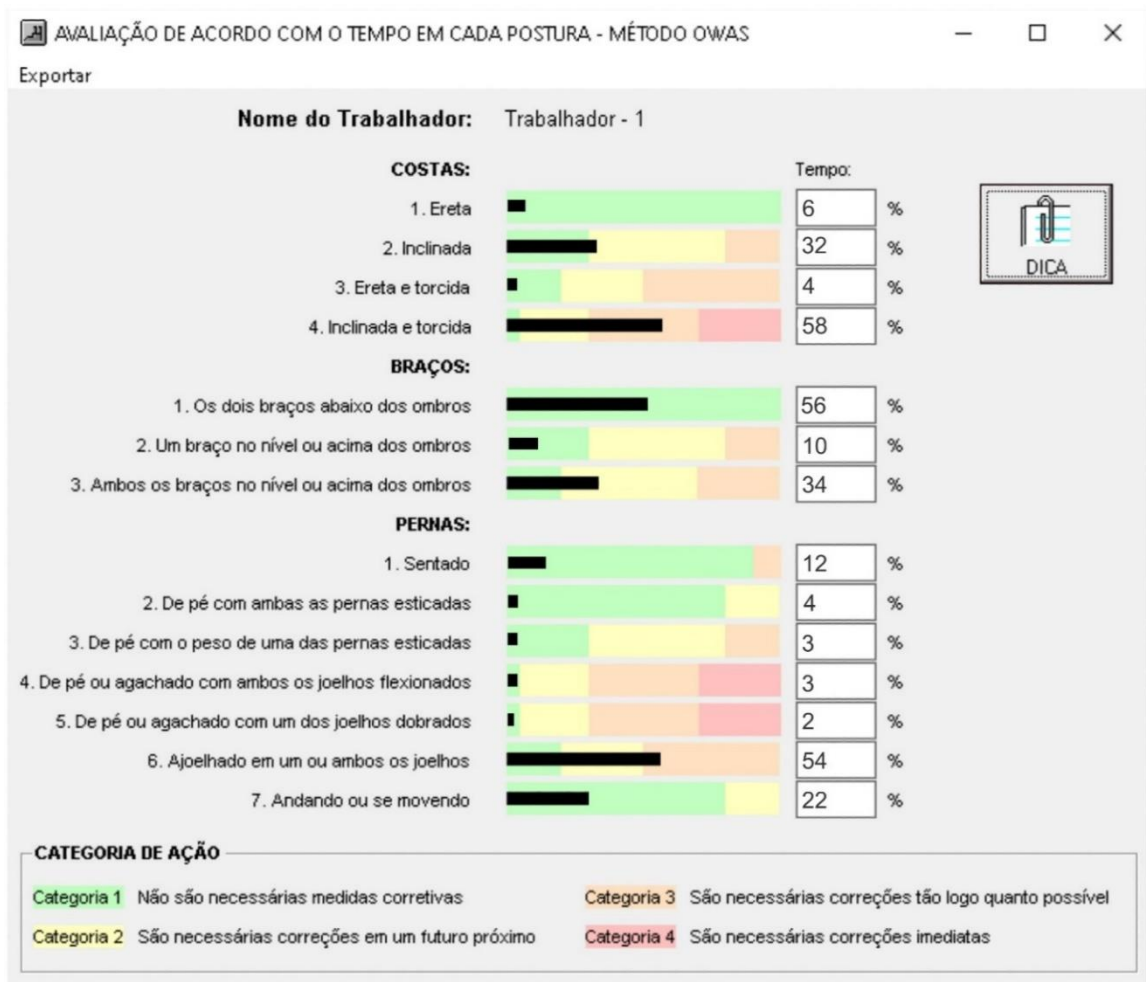 AVALIAÇÃO DE ACORDO COM O TEMPO EM CADA POSTURA - MÉTODO OWAS
Exportar
Nome do Trabalhador: Trabalhador - 1
COSTAS: Tempo:
1. Ereta 6 %
2. Inclinada 32 %
3. Ereta e torcida 4 %
4. Inclinada e torcida 58 %
DICA
BRAÇOS:
1. Os dois braços abaixo dos ombros 56 %
2. Um braço no nível ou acima dos ombros 10 %
3. Ambos os braços no nível ou acima dos ombros 34 %
PERNAS:
1. Sentado 12 %
2. De pé com ambas as pernas esticadas 4 %
3. De pé com o peso de uma das pernas esticadas 3 %
4. De pé ou agachado com ambos os joelhos flexionados 3 %
5. De pé ou agachado com um dos joelhos dobrados 2 %
6. Ajoelhado em um ou ambos os joelhos 54 %
7. Andando ou se movendo 22 %
CATEGORIA DE AÇÃO
Categoria 1 Não são necessárias medidas corretivas Categoria 3 São necessárias correções tão logo quanto possível
Categoria 2 São necessárias correções em um futuro próximo Categoria 4 São necessárias correções imediatas